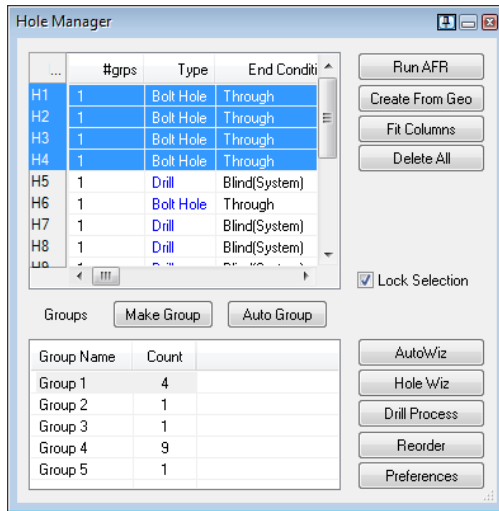 Hole Manager
... #grps Type End Conditi
H1 1 Bolt Hole Through
H2 1 Bolt Hole Through
H3 1 Bolt Hole Through
H4 1 Bolt Hole Through
H5 1 Drill Blind(System)
H6 1 Bolt Hole Through
H7 1 Drill Blind(System)
H8 1 Drill Blind(System)
Run AFR
Create From Geo
Fit Columns
Delete All
Lock Selection
Groups Make Group Auto Group
Group Name Count
Group 1 4
Group 2 1
Group 3 1
Group 4 9
Group 5 1
AutoWiz
Hole Wiz
Drill Process
Reorder
Preferences